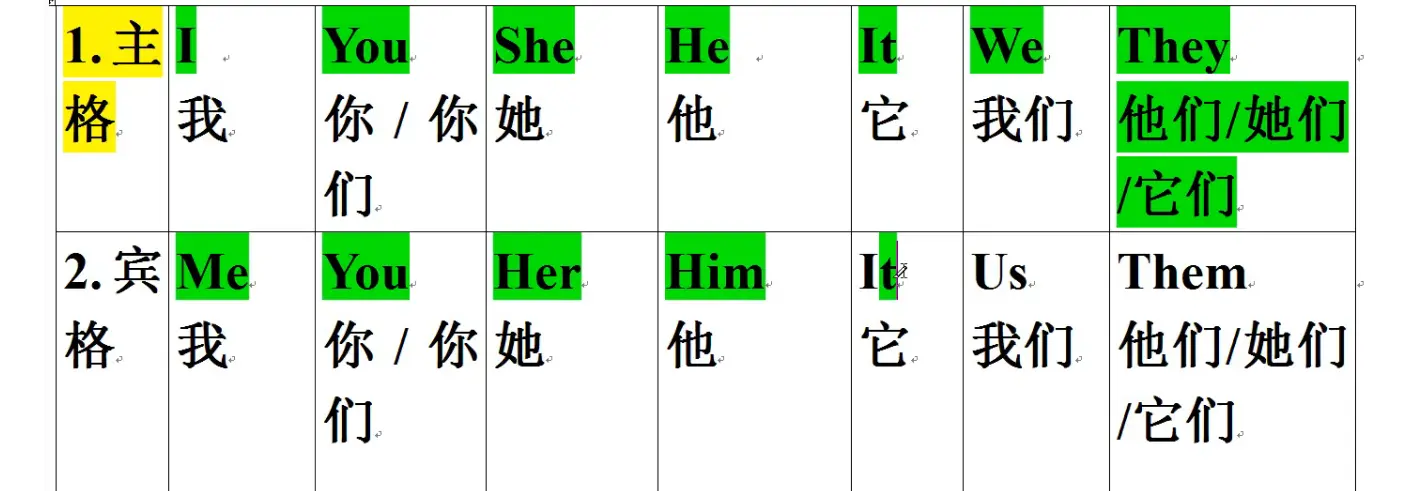 1. 主 I You She He It We They
格 我 你 / 你 她 他 它 我们 他们/她们
们 /它们
2. 宾 Me You Her Him It Us Them
格 我 你 / 你 她 他 它 我们 他们/她们
们 /它们